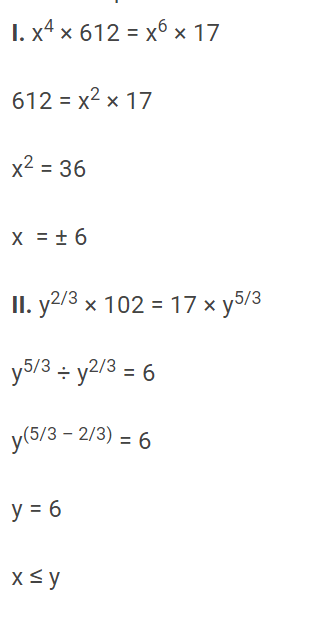 I. x⁴ × 612 = x⁶ × 17
612 = x² × 17
x² = 36
x = ± 6
II. y^2/3 × 102 = 17 × y^5/3
y^5/3 ÷ y^2/3 = 6
y^(5/3 − 2/3) = 6
y = 6
x ≤ y